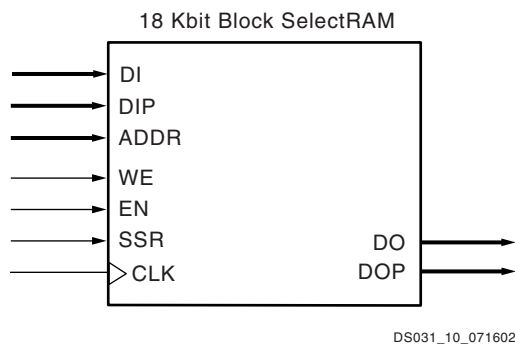 18 Kbit Block SelectRAM
DI
DIP
ADDR
WE
EN
SSR
CLK
DO
DOP
DS031_10_071602